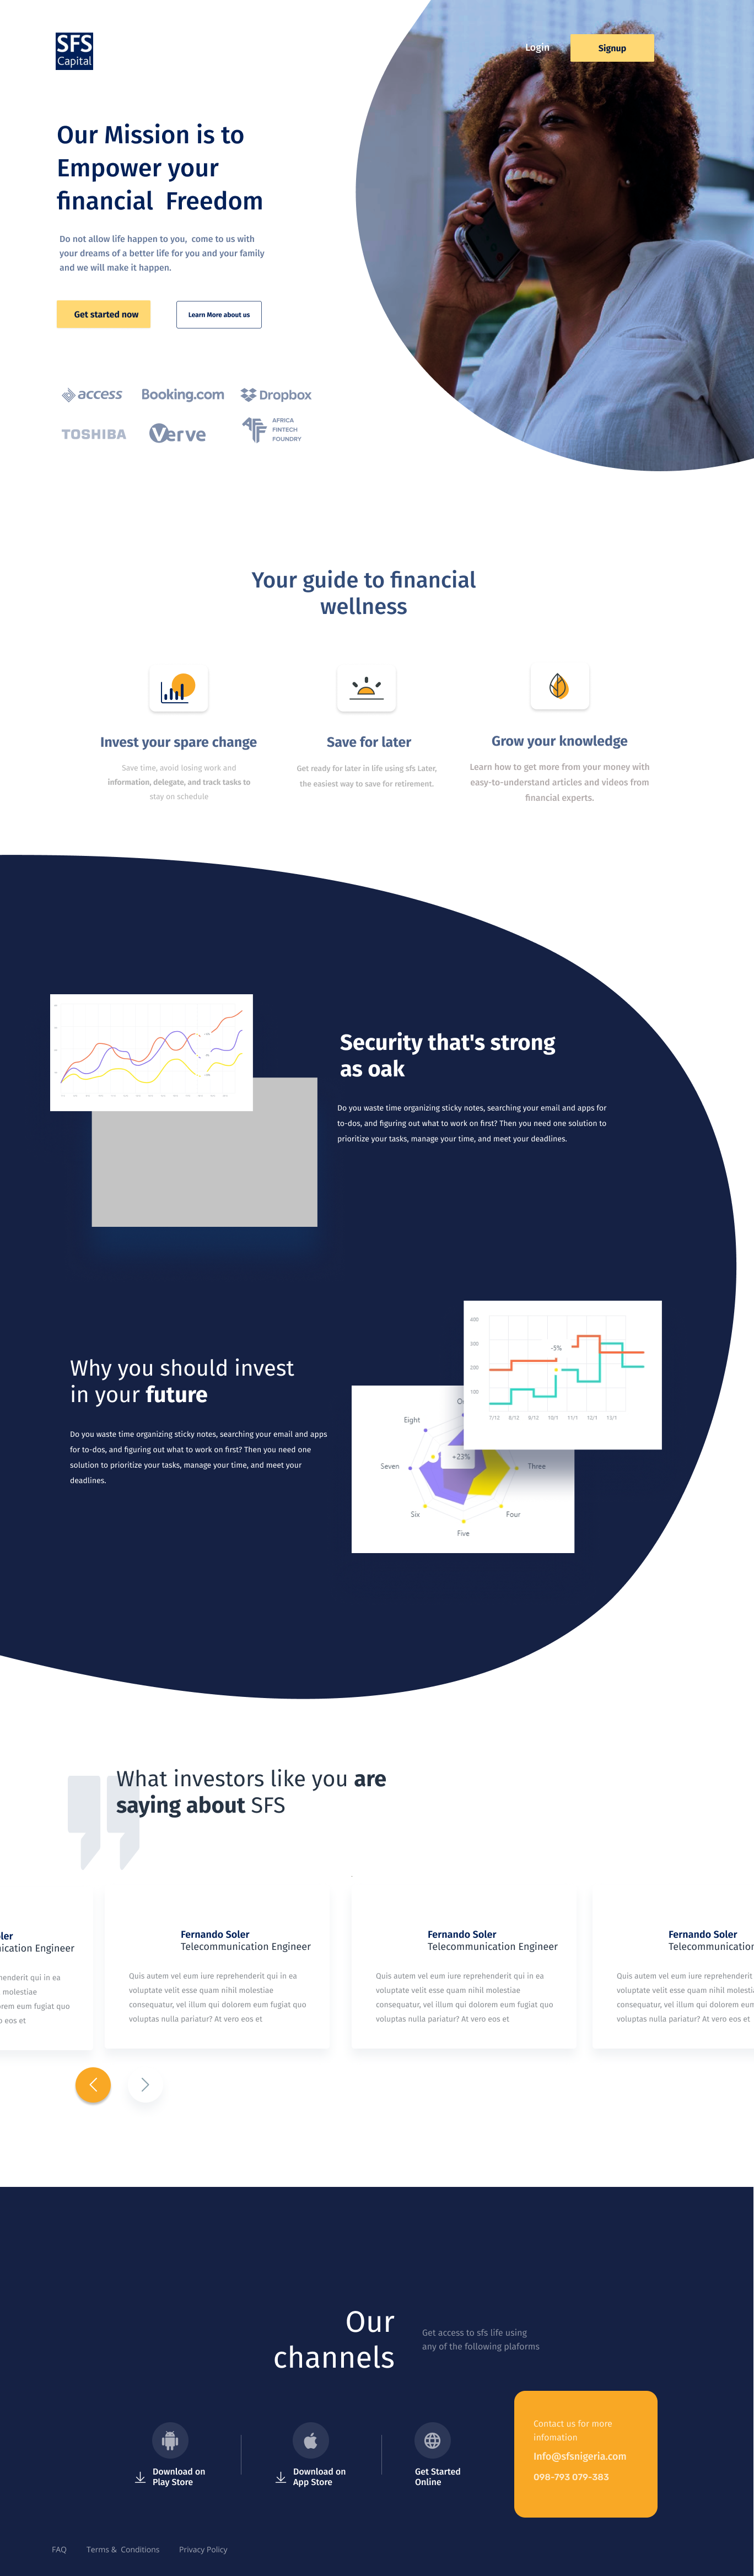 SFS
Capital
Login
Signup
Our Mission is to
Empower your
financial Freedom
Do not allow life happen to you, come to us with
your dreams of a better life for you and your family
and we will make it happen.
Get started now
Learn More about us
access
Booking.com
Dropbox
TOSHIBA
Verve
AFRICA
FINTECH
FOUNDRY
Your guide to financial
wellness
Invest your spare change
Save time, avoid losing work and
information, delegate, and track tasks to
stay on schedule
Save for later
Get ready for later in life using sfs Later,
the easiest way to save for retirement.
Grow your knowledge
Learn how to get more from your money with
easy-to-understand articles and videos from
financial experts.
Security that's strong
as oak
Do you waste time organizing sticky notes, searching your email and apps for
to-dos, and figuring out what to work on first? Then you need one solution to
prioritize your tasks, manage your time, and meet your deadlines.
Why you should invest
in your future
Do you waste time organizing sticky notes, searching your email and apps
for to-dos, and figuring out what to work on first? Then you need one
solution to prioritize your tasks, manage your time, and meet your
deadlines.
400
300
200
100
-5%
7/12 8/12 9/12 10/1 11/1 12/1 13/1
Eight
Seven
+23%
Three
Six
Four
Five
What investors like you are
saying about SFS
ler
ication Engineer
henderit qui in ea
molestiae
orem eum fugiat quo
o eos et
Fernando Soler
Telecommunication Engineer
Quis autem vel eum iure reprehenderit qui in ea
voluptate velit esse quam nihil molestiae
consequatur, vel illum qui dolorem eum fugiat quo
voluptas nulla pariatur? At vero eos et
Fernando Soler
Telecommunication Engineer
Quis autem vel eum iure reprehenderit qui in ea
voluptate velit esse quam nihil molestiae
consequatur, vel illum qui dolorem eum fugiat quo
voluptas nulla pariatur? At vero eos et
Fernando Soler
Telecommunication
Quis autem vel eum iure reprehenderit
voluptate velit esse quam nihil molesti
consequatur, vel illum qui dolorem eum
voluptas nulla pariatur? At vero eos et
Our
channels
Get access to sfs life using
any of the following plaforms
Download on
Play Store
Download on
App Store
Get Started
Online
Contact us for more
infomation
Info@sfsnigeria.com
098-793 079-383
FAQ
Terms & Conditions
Privacy Policy